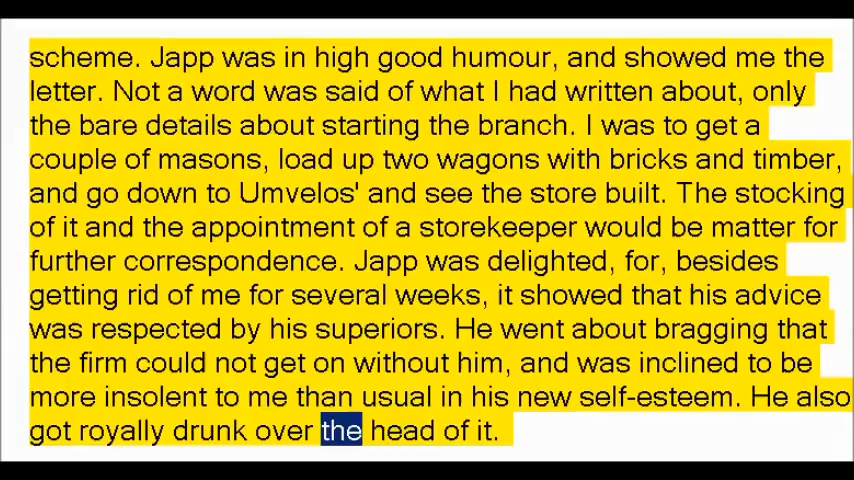 scheme. Japp was in high good humour, and showed me the
letter. Not a word was said of what I had written about, only
the bare details about starting the branch. I was to get a
couple of masons, load up two wagons with bricks and timber,
and go down to Umvelos' and see the store built. The stocking
of it and the appointment of a storekeeper would be matter for
further correspondence. Japp was delighted, for, besides
getting rid of me for several weeks, it showed that his advice
was respected by his superiors. He went about bragging that
the firm could not get on without him, and was inclined to be
more insolent to me than usual in his new self-esteem. He also
got royally drunk over the head of it.